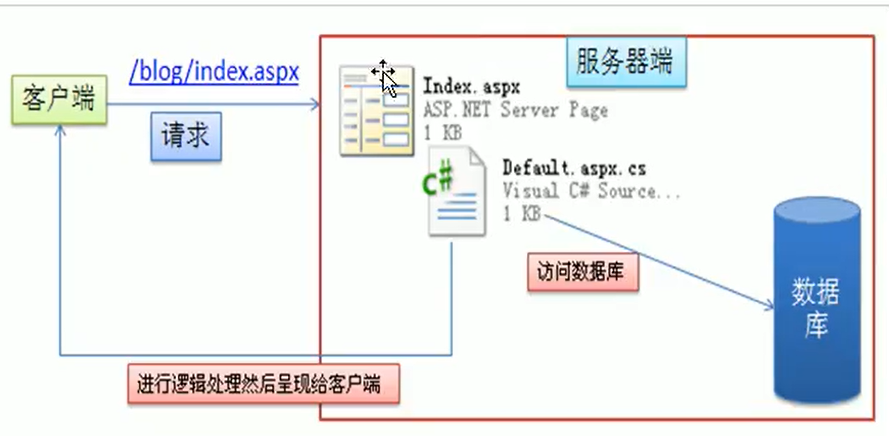 /blog/index.aspx
服务器端
客户端
请求
Index.aspx
ASP.NET Server Page
1 KB
C#
Default.aspx.cs
Visual C# Source...
1 KB
访问数据库
数据
库
进行逻辑处理然后呈现给客户端